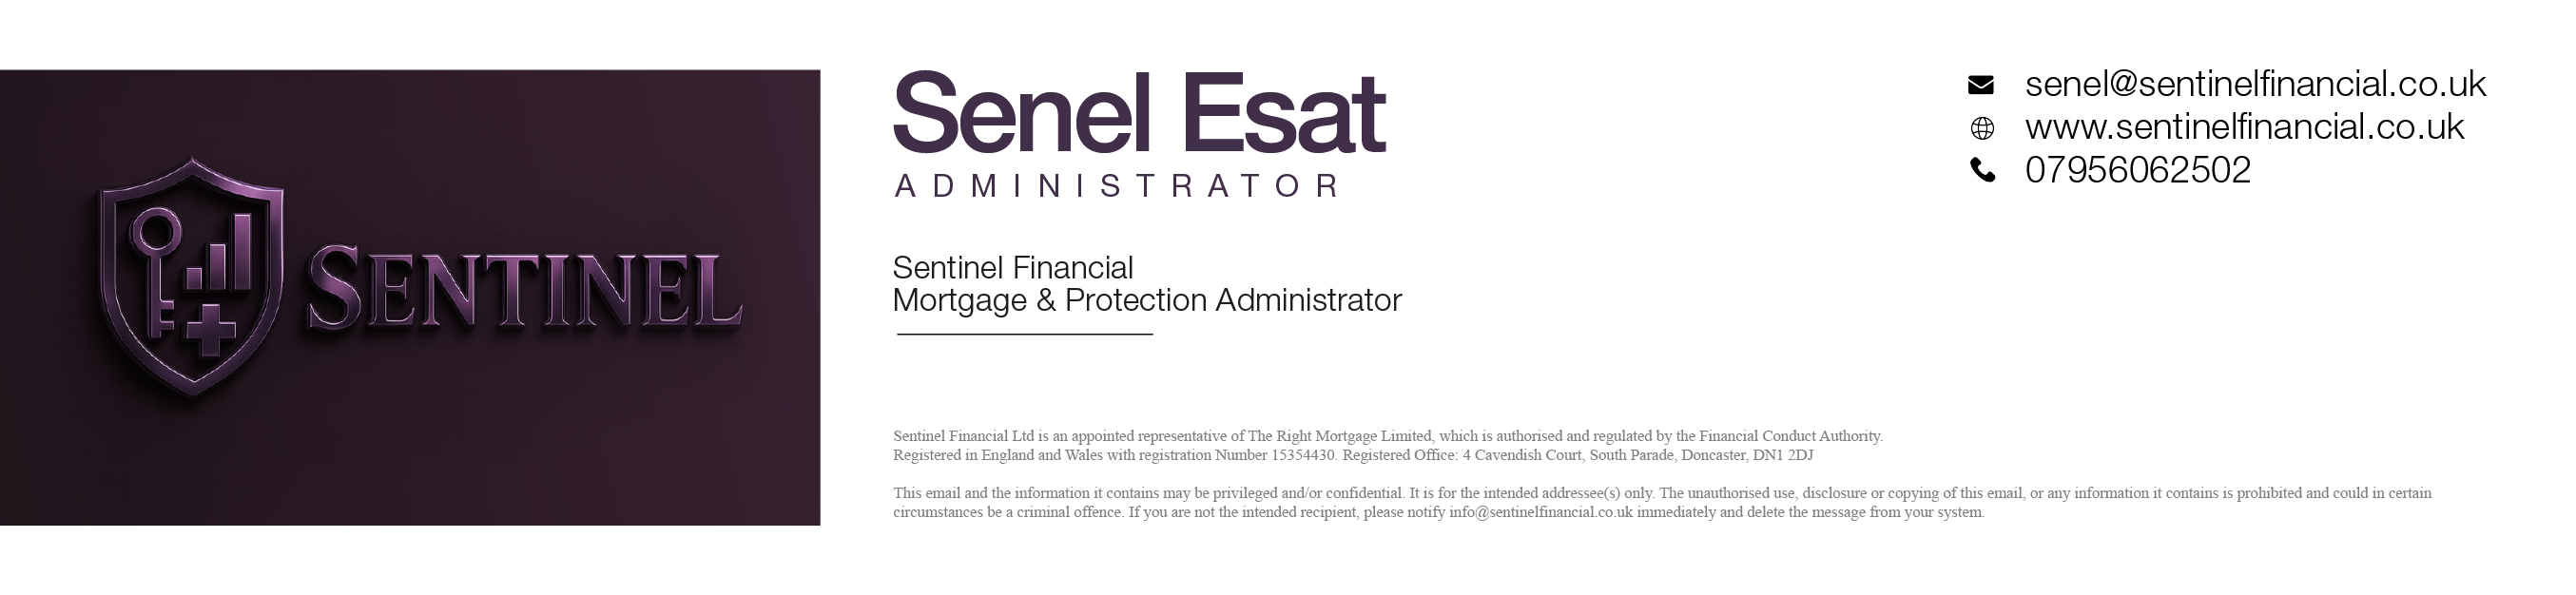 SENTINEL
Senel Esat
ADMINISTRATOR
Sentinel Financial
Mortgage & Protection Administrator
senel@sentinelfinancial.co.uk
www.sentinelfinancial.co.uk
07956062502
Sentinel Financial Ltd is an appointed representative of The Right Mortgage Limited, which is authorised and regulated by the Financial Conduct Authority.
Registered in England and Wales with registration Number 15354430. Registered Office: 4 Cavendish Court, South Parade, Doncaster, DN1 2DJ
This email and the information it contains may be privileged and/or confidential. It is for the intended addressee(s) only. The unauthorised use, disclosure or copying of this email, or any information it contains is prohibited and could in certain
circumstances be a criminal offence. If you are not the intended recipient, please notify info@sentinelfinancial.co.uk immediately and delete the message from your system.